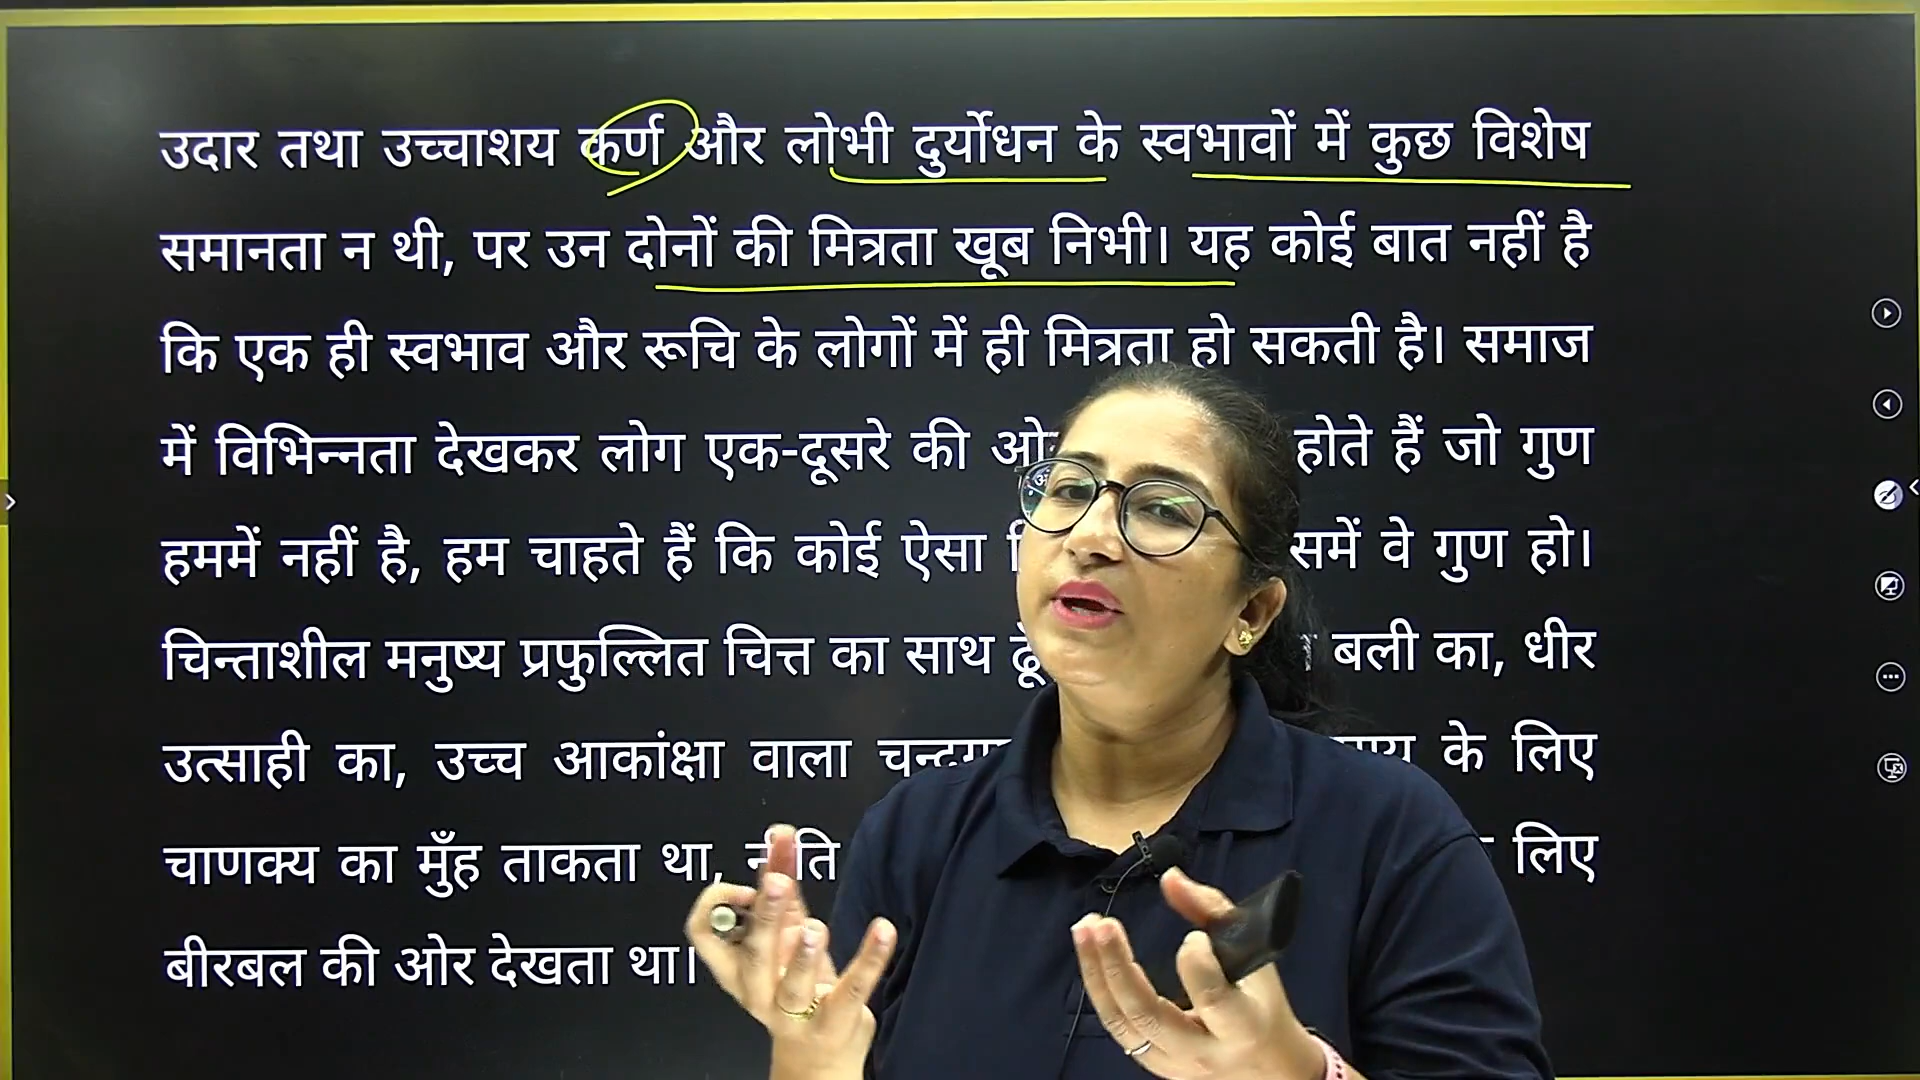 उदार तथा उच्चाशय कर्ण और लोभी दुर्योधन के स्वभावों में कुछ विशेष
समानता न थी, पर उन दोनों की मित्रता खूब निभी। यह कोई बात नहीं है
कि एक ही स्वभाव और रूचि के लोगों में ही मित्रता हो सकती है। समाज
में विभिन्नता देखकर लोग एक-दूसरे की होते हैं जो गुण
हममें नहीं है, हम चाहते हैं कि कोई ऐसा वे गुण हो।
चिन्ताशील मनुष्य प्रफुल्लित चित्त का साथ बली का, धीर
उत्साही का, उच्च आकांक्षा वाला के लिए
चाणक्य का मुँह ताकता था, लिए
बीरबल की ओर देखता था।